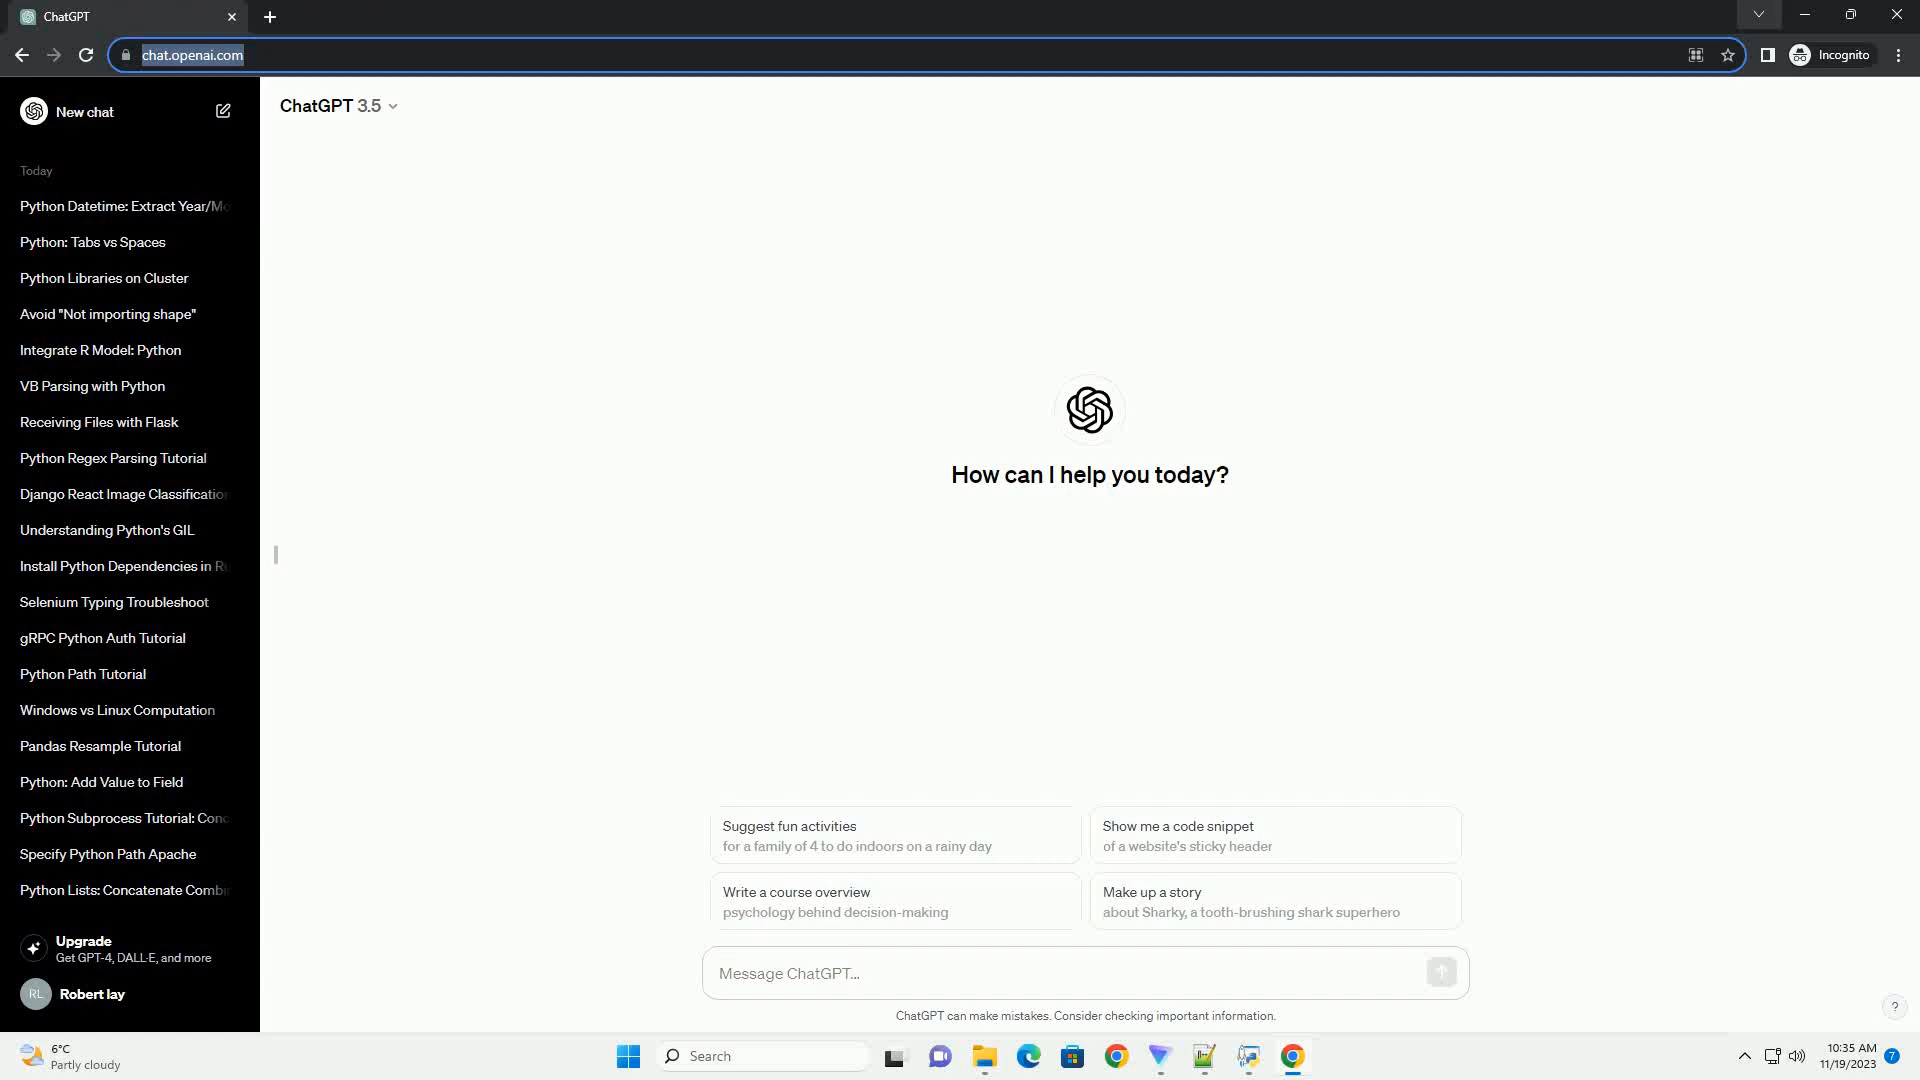 ChatGPT
chat.openai.com
Incognito
New chat
ChatGPT 3.5
Today
Python Datetime: Extract Year/Mo
Python: Tabs vs Spaces
Python Libraries on Cluster
Avoid "Not importing shape"
Integrate R Model: Python
VB Parsing with Python
Receiving Files with Flask
Python Regex Parsing Tutorial
Django React Image Classification
Understanding Python's GIL
Install Python Dependencies in Ru
Selenium Typing Troubleshoot
gRPC Python Auth Tutorial
Python Path Tutorial
Windows vs Linux Computation
Pandas Resample Tutorial
Python: Add Value to Field
Python Subprocess Tutorial: Conc
Specify Python Path Apache
Python Lists: Concatenate Combin
Upgrade
Get GPT-4, DALL·E, and more
RL
Robert lay
How can I help you today?
Suggest fun activities
for a family of 4 to do indoors on a rainy day
Show me a code snippet
of a website's sticky header
Write a course overview
psychology behind decision-making
Make up a story
about Sharky, a tooth-brushing shark superhero
Message ChatGPT...
ChatGPT can make mistakes. Consider checking important information.
?
6°C
Partly cloudy
Search
10:35 AM
11/19/2023
7